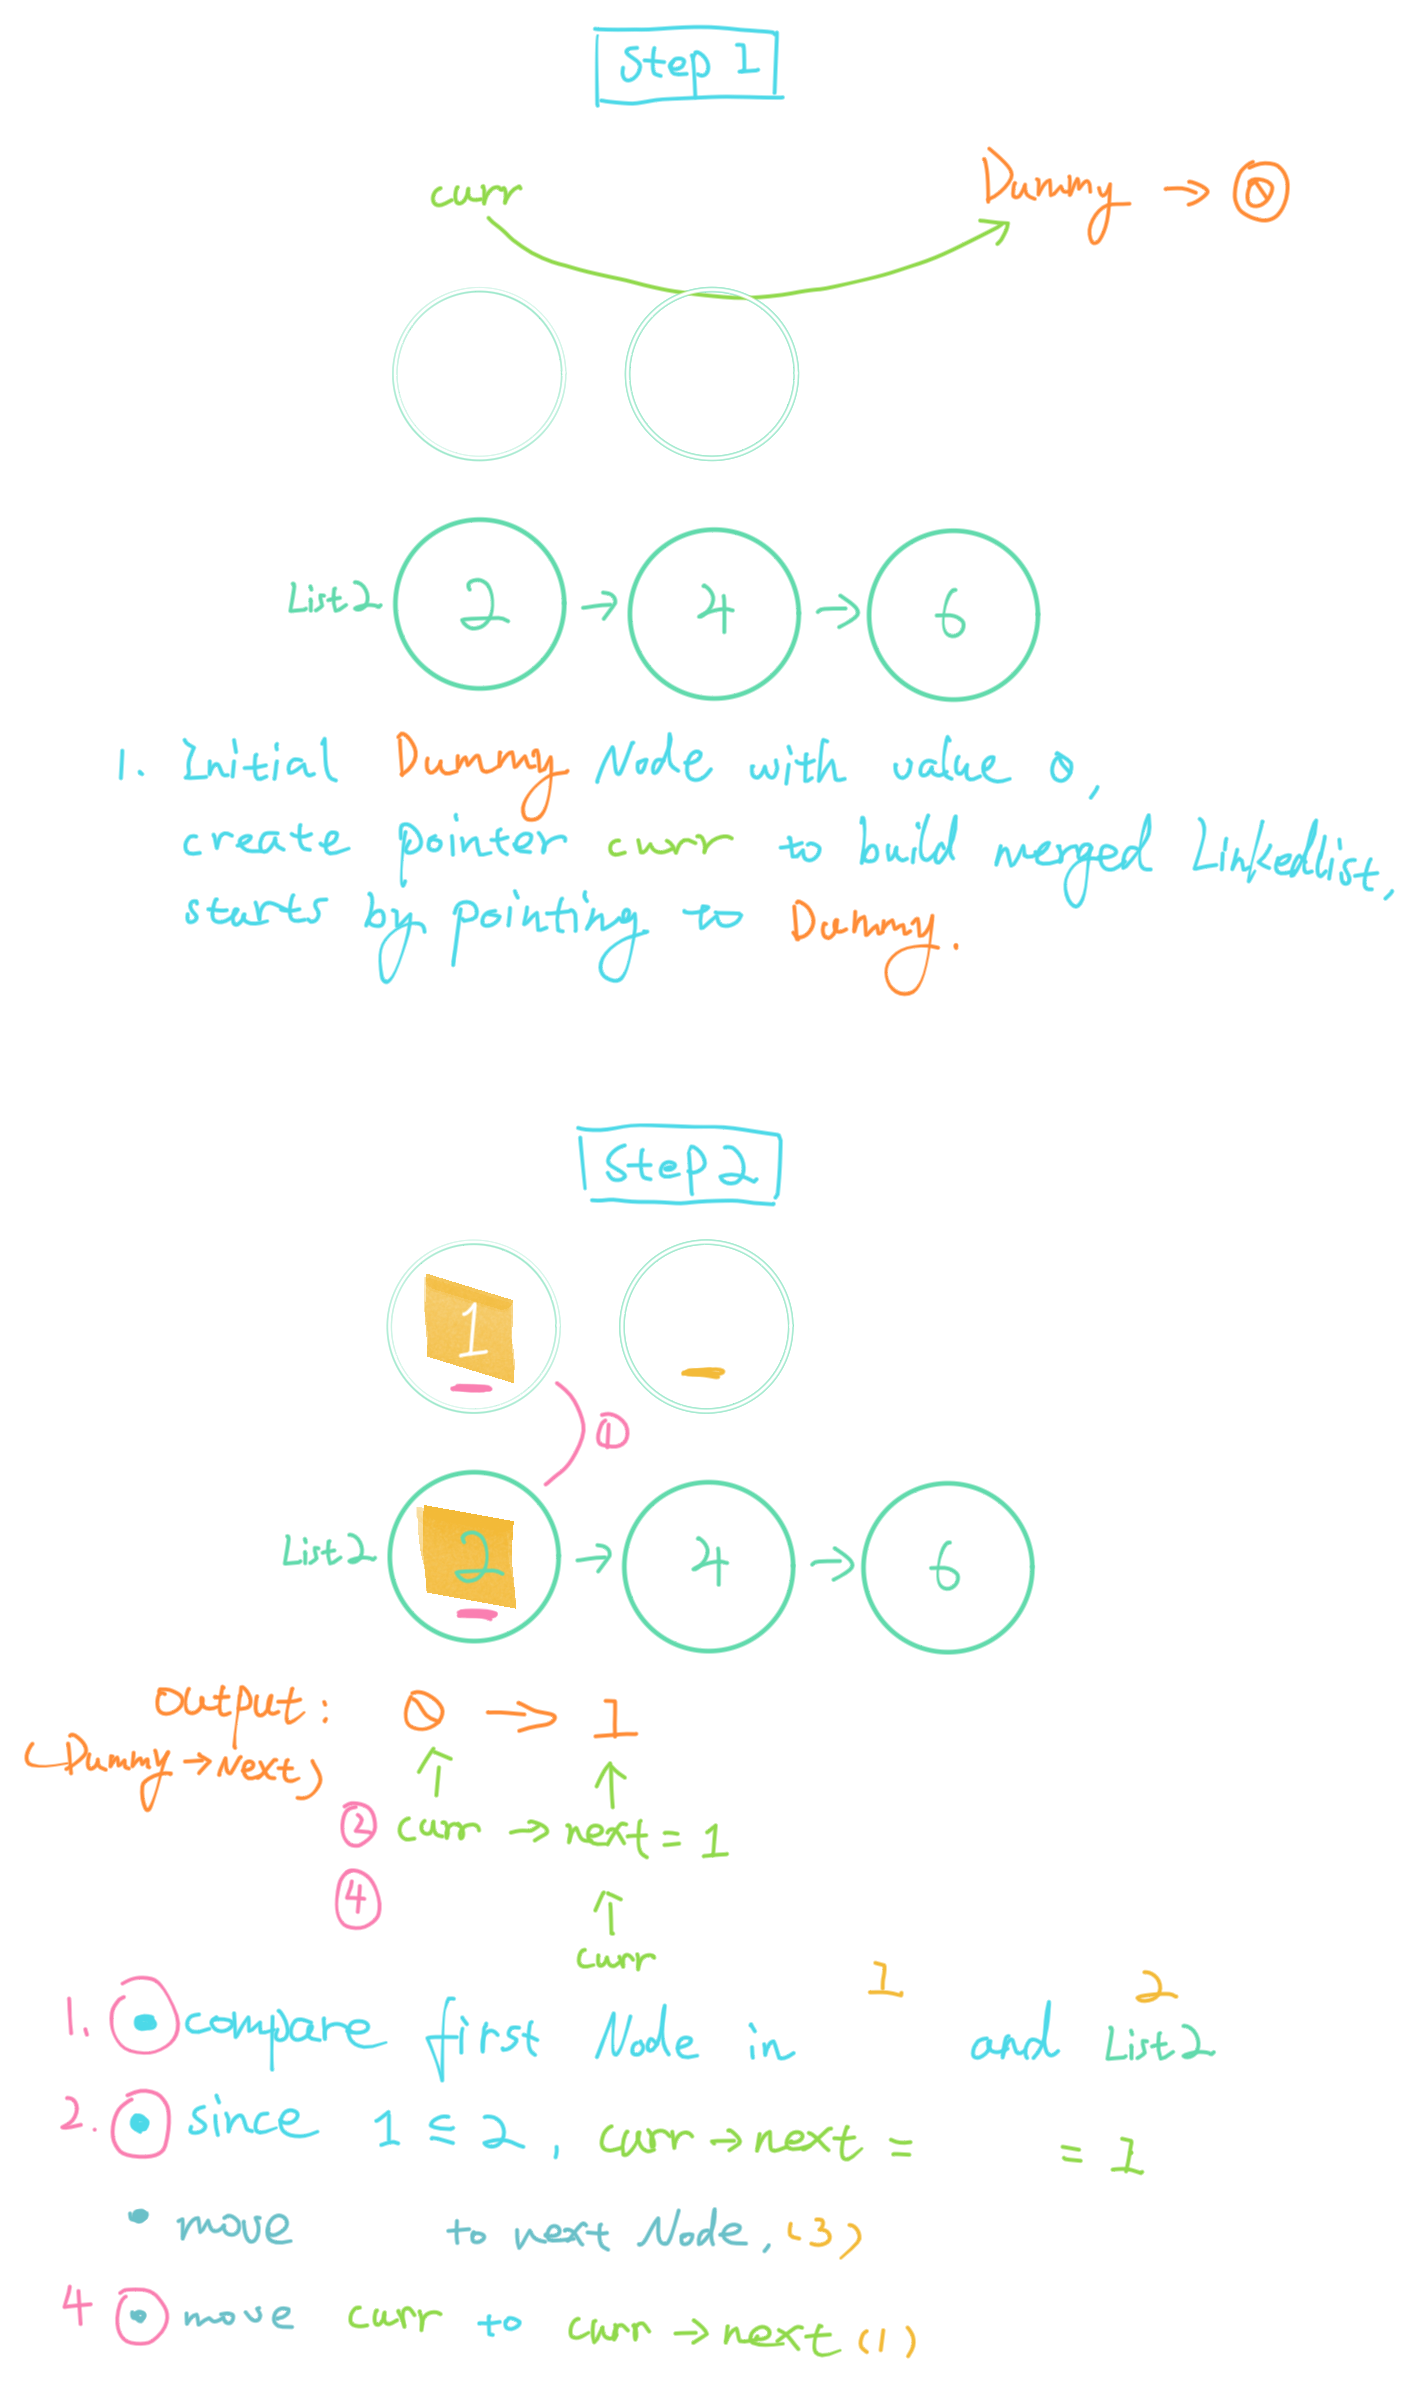 Step 1
curr Dummy → 0
List2 2 → 4 → 6
1. Initial Dummy Node with value 0,
create pointer curr to build merged Linkedlist,
starts by pointing to Dummy.
Step 2
1
①
List2 2 → 4 → 6
output: 0 → 1
(Dummy → Next)
② curr → next = 1
④
curr
1 2
1. • compare first Node in and List2
2. • since 1 ≤ 2, curr → next = = 1
• move to next Node, (3)
4 • move curr to curr → next (1)